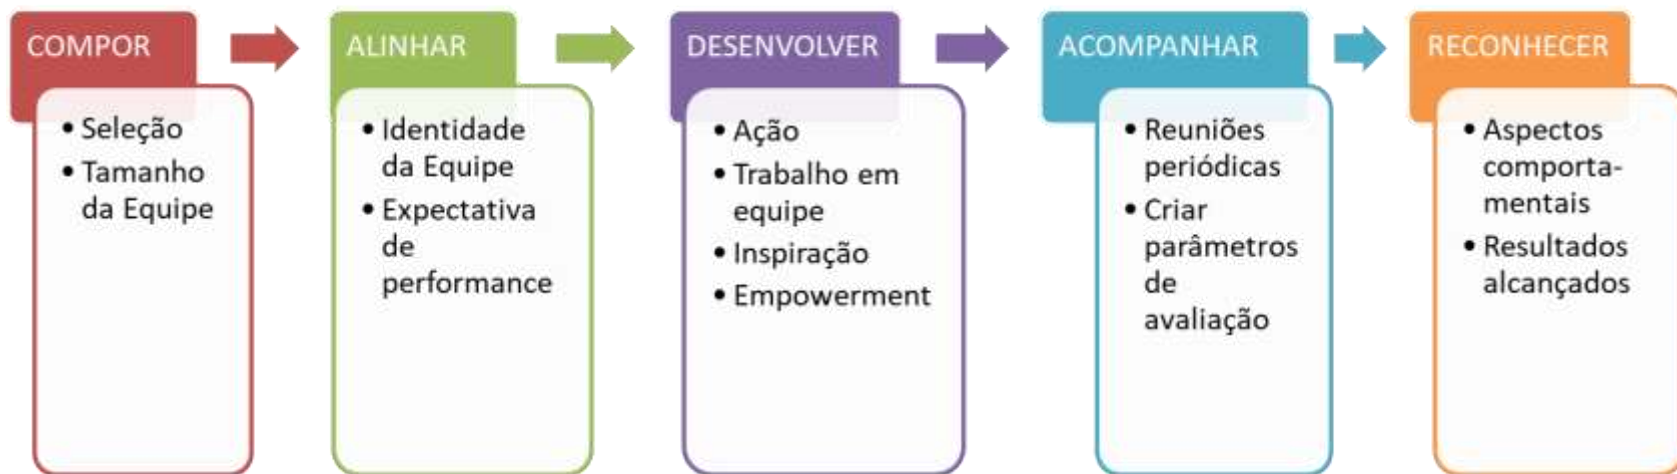 COMPOR
• Seleção
• Tamanho
da Equipe
ALINHAR
• Identidade
da Equipe
• Expectativa
de
performance
DESENVOLVER
• Ação
• Trabalho em
equipe
• Inspiração
• Empowerment
ACOMPANHAR
• Reuniões
periódicas
• Criar
parâmetros
de
avaliação
RECONHECER
• Aspectos
comporta-
mentais
• Resultados
alcançados